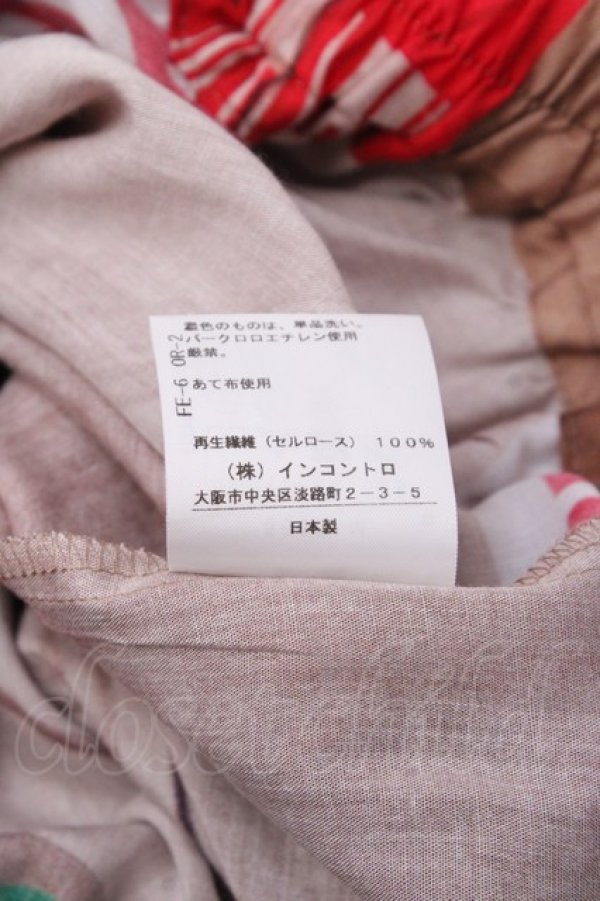 濃色のものは、単品洗い。
パークロロエチレン使用
厳禁。
あて布使用
FE-6 OR-2
再生繊維（セルロース） 100%
（株）インコントロ
大阪市中央区淡路町2-3-5
日本製
closet child